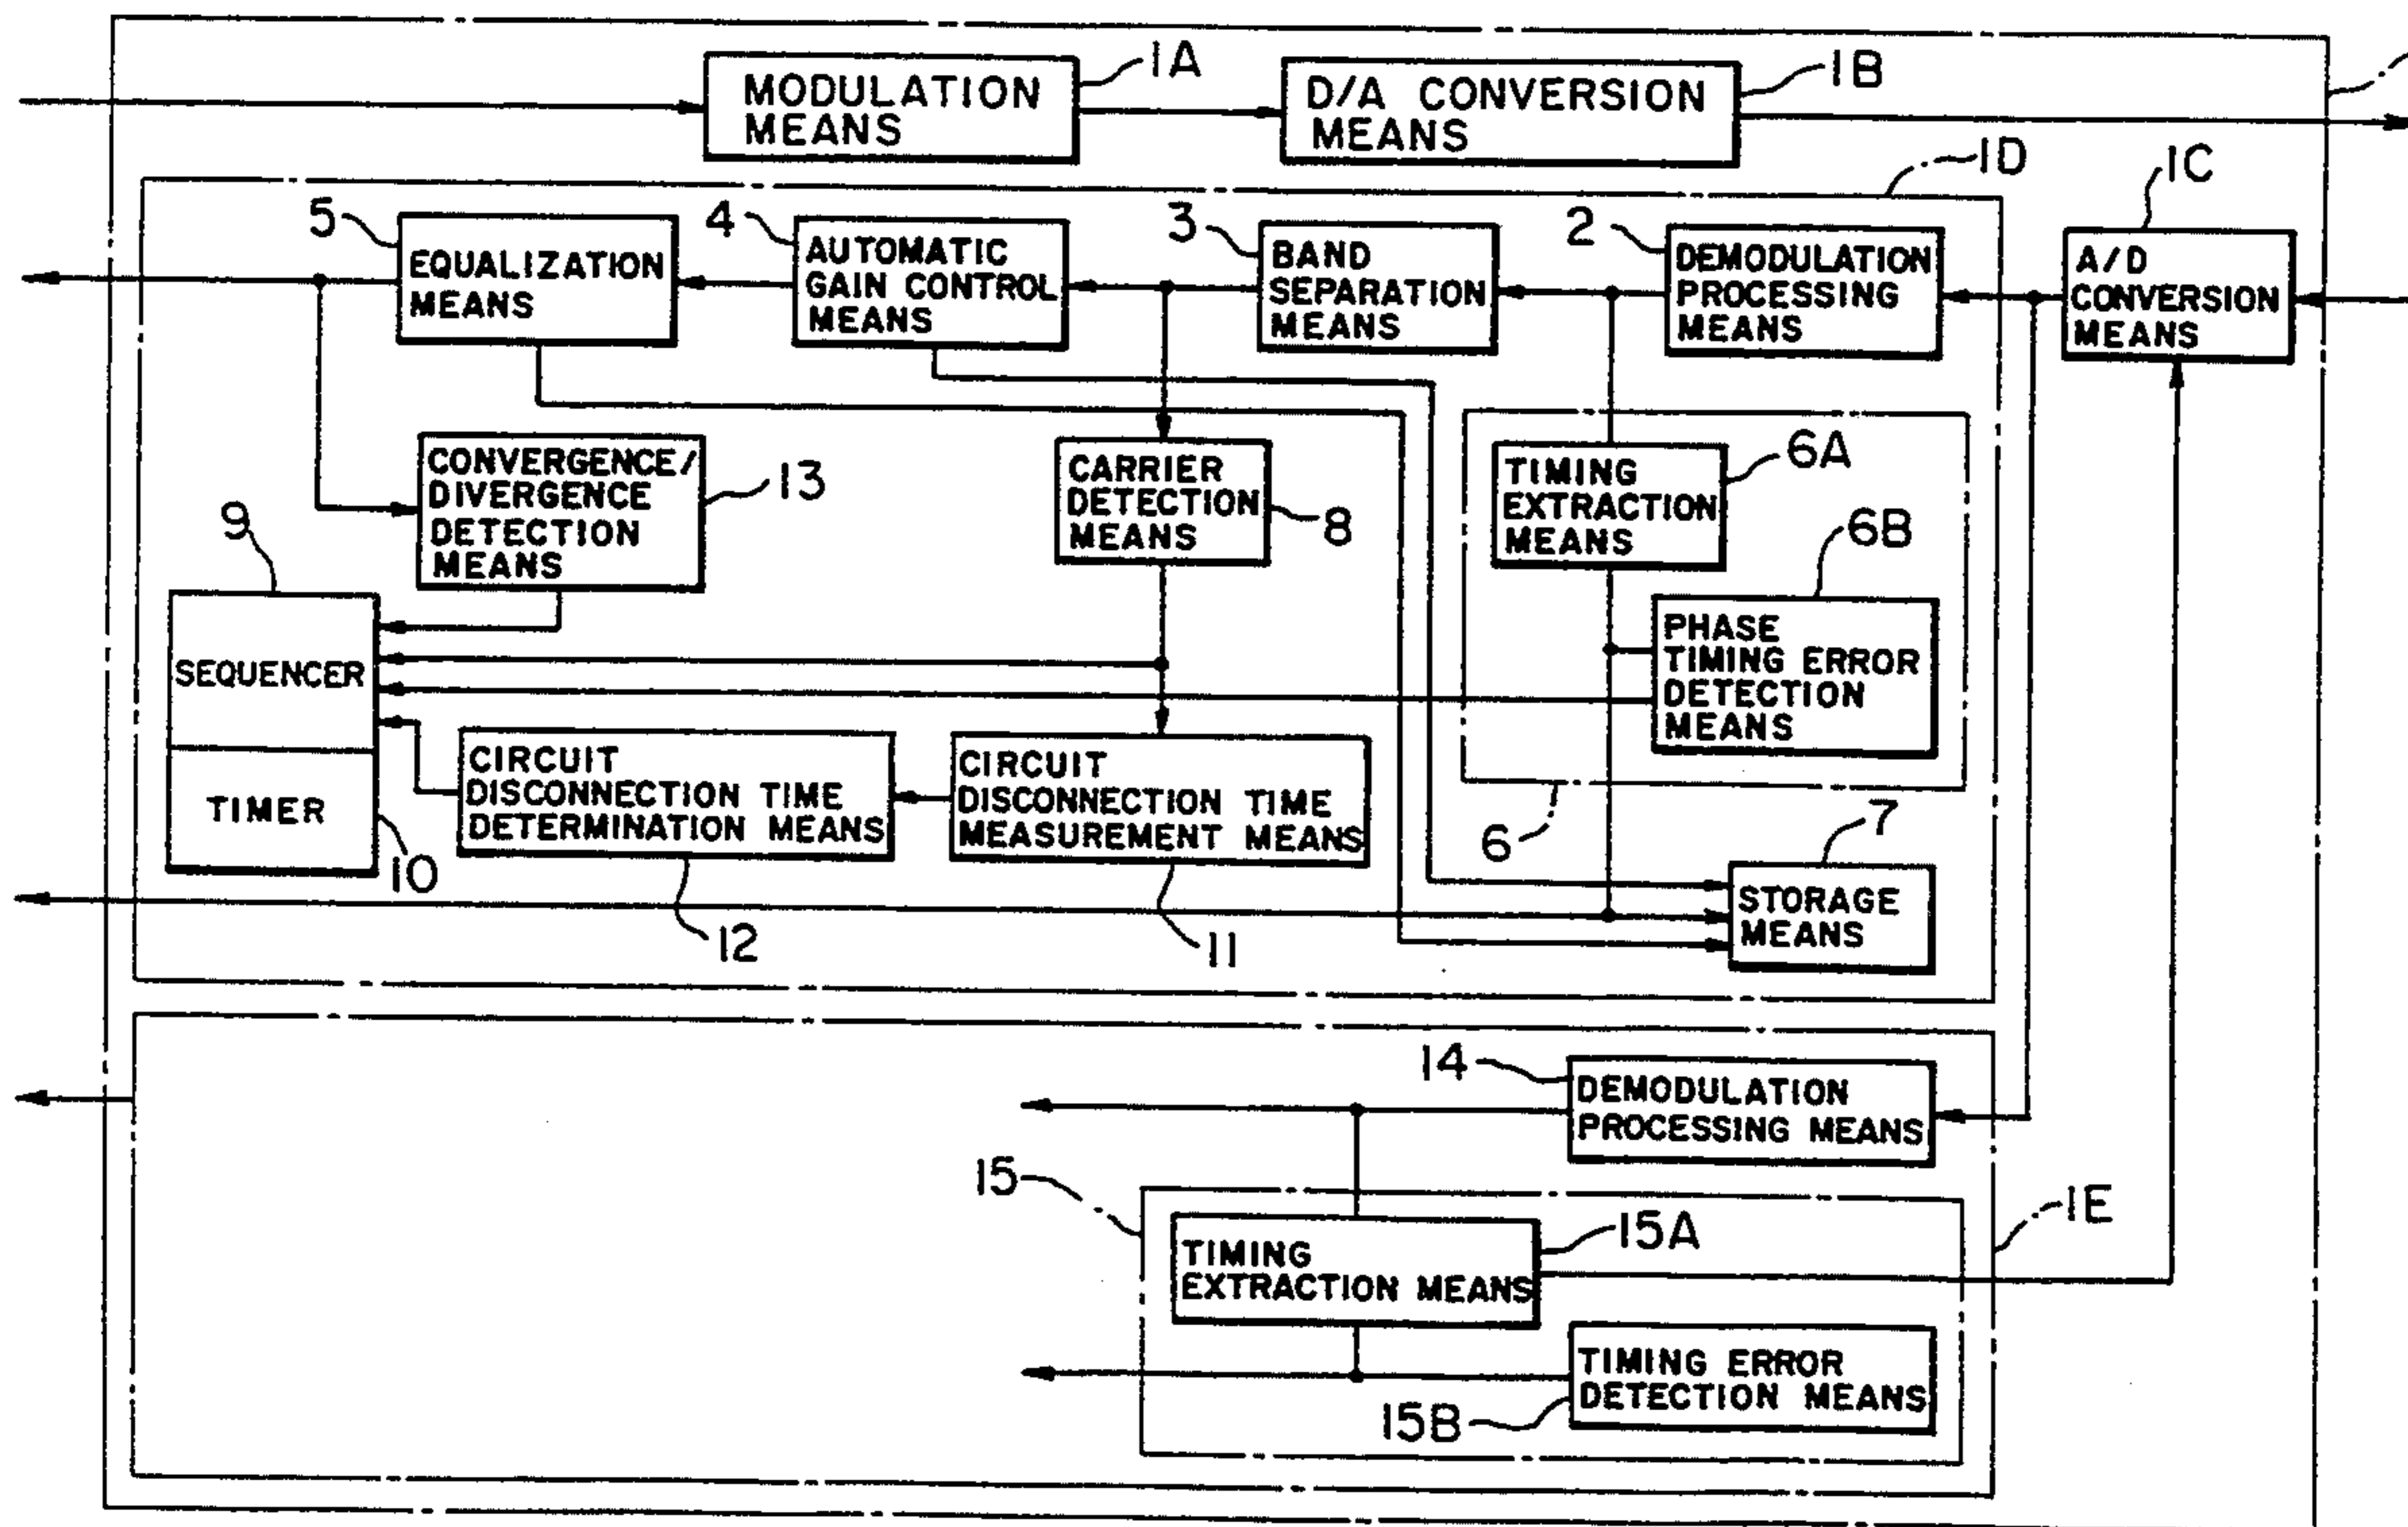 1A
MODULATION
MEANS
1B
D/A CONVERSION
MEANS
1D
1C
5
EQUALIZATION
MEANS
4
AUTOMATIC
GAIN CONTROL
MEANS
3
BAND
SEPARATION
MEANS
2
DEMODULATION
PROCESSING
MEANS
A/D
CONVERSION
MEANS
CONVERGENCE/
DIVERGENCE
DETECTION
MEANS
13
CARRIER
DETECTION
MEANS
8
TIMING
EXTRACTION
MEANS
6A
6B
PHASE
TIMING ERROR
DETECTION
MEANS
9
SEQUENCER
TIMER
10
CIRCUIT
DISCONNECTION TIME
DETERMINATION MEANS
12
CIRCUIT
DISCONNECTION TIME
MEASUREMENT MEANS
11
6
7
STORAGE
MEANS
14
DEMODULATION
PROCESSING MEANS
15
15A
TIMING
EXTRACTION MEANS
1E
TIMING ERROR
DETECTION MEANS
15B